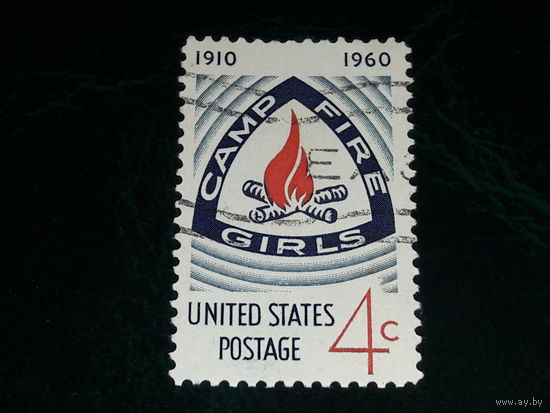 1910 1960
CAMP FIRE GIRLS
UNITED STATES
POSTAGE
4c
www.ay.by